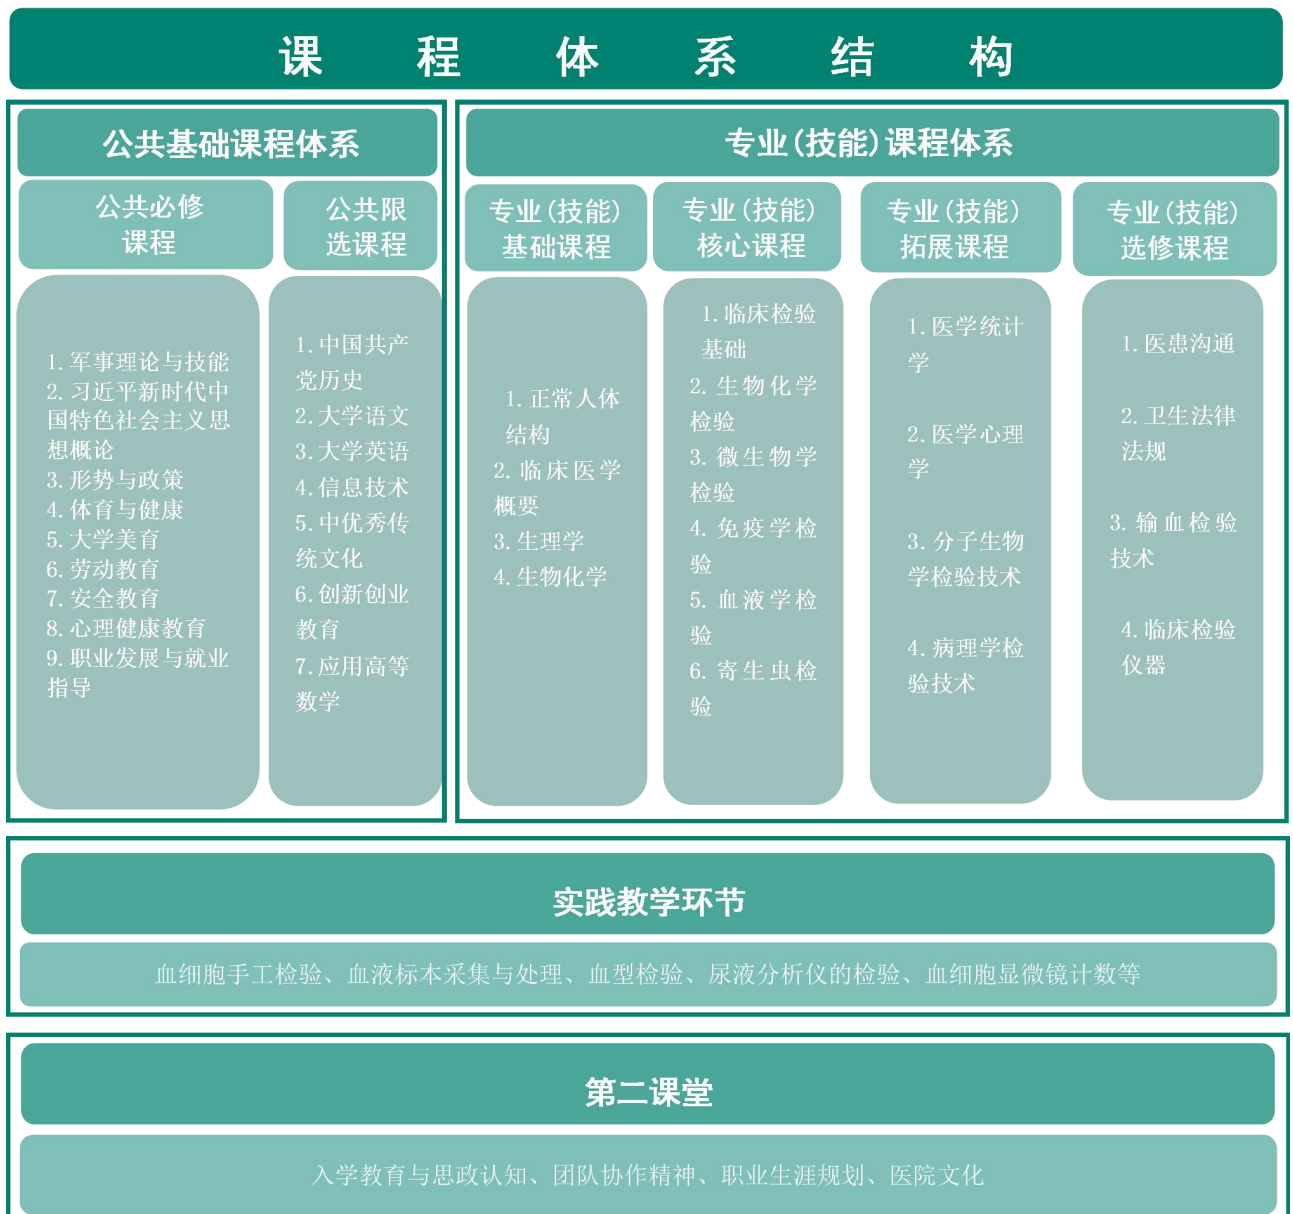 课程体系结构
公共基础课程体系
公共必修
课程
1.军事理论与技能
2.习近平新时代中
国特色社会主义思
想概论
3.形势与政策
4.体育与健康
5.大学美育
6.劳动教育
7.安全教育
8.心理健康教育
9.职业发展与就业
指导
公共限
选课程
1.中国共产
党历史
2.大学语文
3.大学英语
4.信息技术
5.中优秀传
统文化
6.创新创业
教育
7.应用高等
数学
专业(技能)课程体系
专业(技能)
基础课程
1.正常人体
结构
2.临床医学
概要
3.生理学
4.生物化学
专业(技能)
核心课程
1.临床检验
基础
2.生物化学
检验
3.微生物学
检验
4.免疫学检
验
5.血液学检
验
6.寄生虫检
验
专业(技能)
拓展课程
1.医学统计
学
2.医学心理
学
3.分子生物
学检验技术
4.病理学检
验技术
专业(技能)
选修课程
1.医患沟通
2.卫生法律
法规
3.输血检验
技术
4.临床检验
仪器
实践教学环节
血细胞手工检验、血液标本采集与处理、血型检验、尿液分析仪的检验、血细胞显微镜计数等
第二课堂
入学教育与思政认知、团队协作精神、职业生涯规划、医院文化